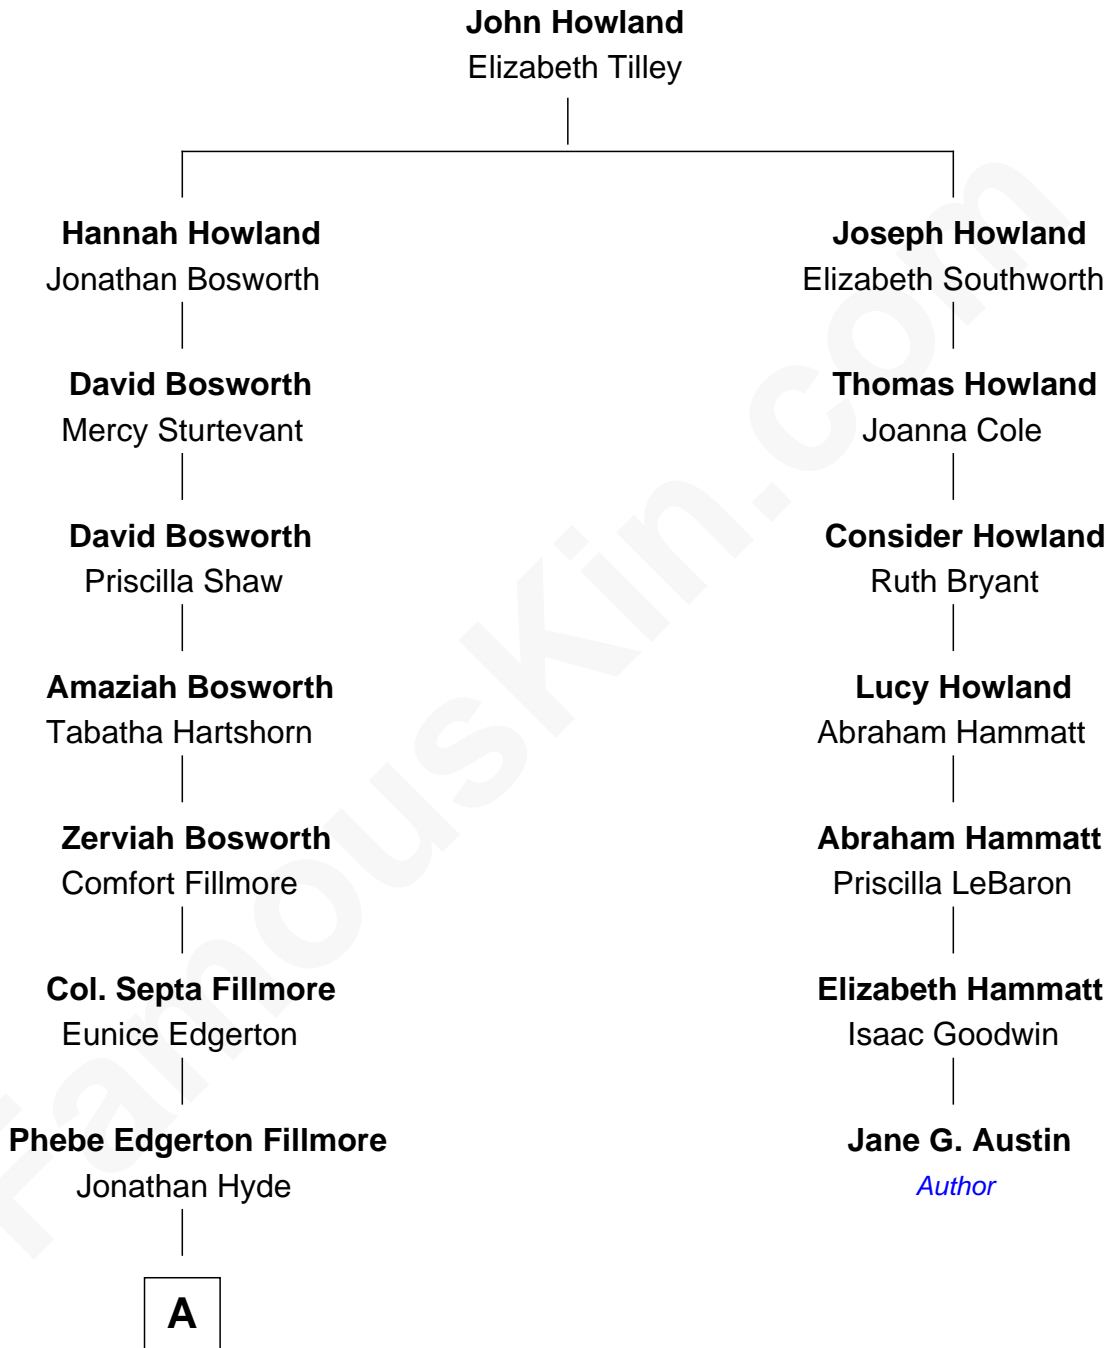 John Howland
Elizabeth Tilley
Hannah Howland
Jonathan Bosworth
David Bosworth
Mercy Sturtevant
David Bosworth
Priscilla Shaw
Amaziah Bosworth
Tabatha Hartshorn
Zerviah Bosworth
Comfort Fillmore
Col. Septa Fillmore
Eunice Edgerton
Phebe Edgerton Fillmore
Jonathan Hyde
A
Joseph Howland
Elizabeth Southworth
Thomas Howland
Joanna Cole
Consider Howland
Ruth Bryant
Lucy Howland
Abraham Hammatt
Abraham Hammatt
Priscilla LeBaron
Elizabeth Hammatt
Isaac Goodwin
Jane G. Austin
Author
FamousKin.com